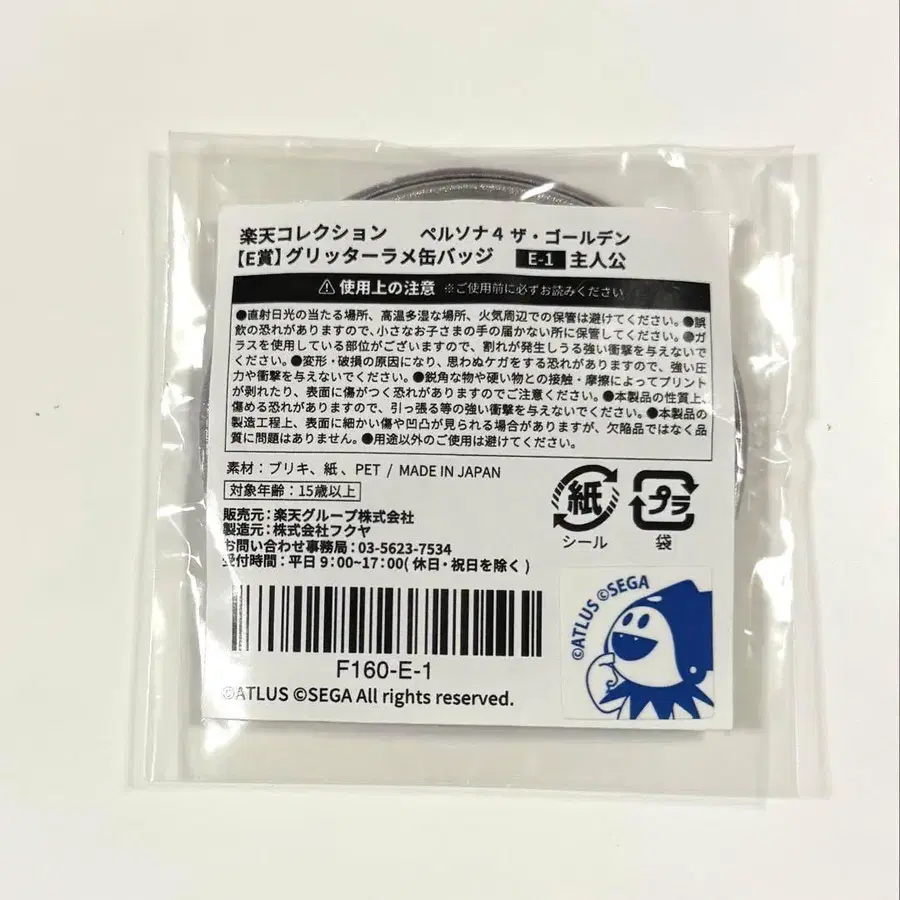 楽天コレクション　ペルソナ4 ザ・ゴールデン
【E賞】グリッターラメ缶バッジ　E-1 主人公
⚠使用上の注意 ※ご使用前に必ずお読みください
●直射日光の当たる場所、高温多湿な場所、火気周辺での保管は避けてください。●誤
飲の恐れがありますので、小さなお子さまの手の届かない所に保管してください。●ガ
ラスを使用している部位がございますので、割れが発生しうる強い衝撃を与えないで
ください。●変形・破損の原因になり、思わぬケガをする恐れがありますので、強い圧
力や衝撃を与えないでください。●鋭角な物や硬い物との接触・摩擦によってプリント
が剥れたり、表面に傷がつく恐れがありますのでご注意ください。●本製品の性質上、
傷める恐れがありますので、引っ張る等の強い衝撃を与えないでください。●本製品の
製造工程上、表面に細かい傷や凹凸が見られる場合がありますが、欠陥品ではなく品
質に問題はありません。●用途以外のご使用は避けてください。
素材：ブリキ、紙、PET / MADE IN JAPAN
対象年齢：15歳以上
販売元：楽天グループ株式会社
製造元：株式会社フクヤ
お問い合わせ事務局：03-5623-7534
受付時間：平日 9:00~17:00( 休日・祝日を除く )
紙
シール
プラ
袋
F160-E-1
©ATLUS ©SEGA All rights reserved.
©ATLUS ©SEGA